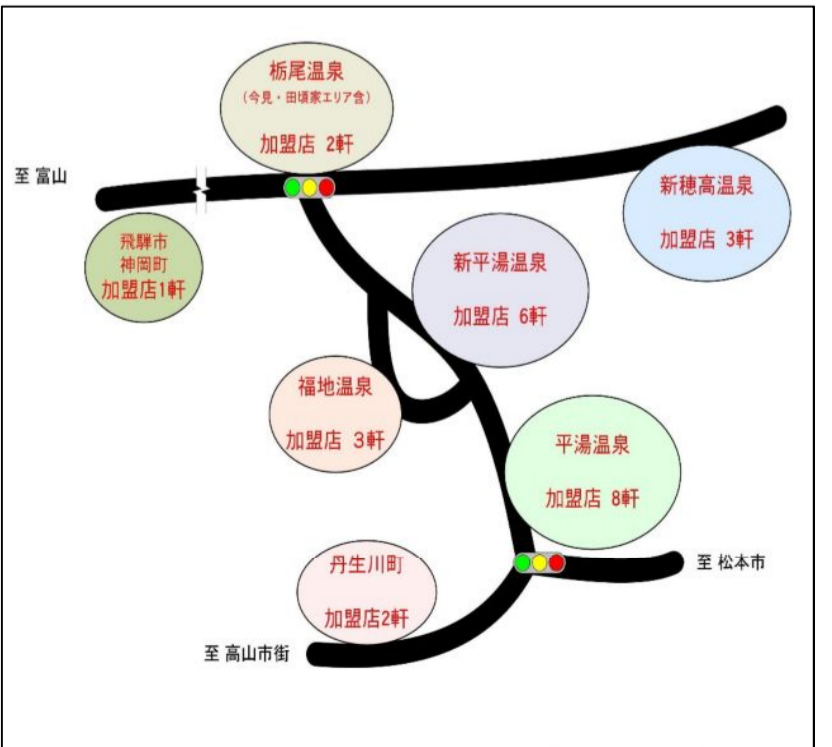 栃尾温泉
(今見・田頃家エリア含)
加盟店 2軒
至 富山
新穂高温泉
加盟店 3軒
飛騨市
神岡町
加盟店1軒
新平湯温泉
加盟店 6軒
福地温泉
加盟店 3軒
平湯温泉
加盟店 8軒
至 松本市
丹生川町
加盟店2軒
至 高山市街